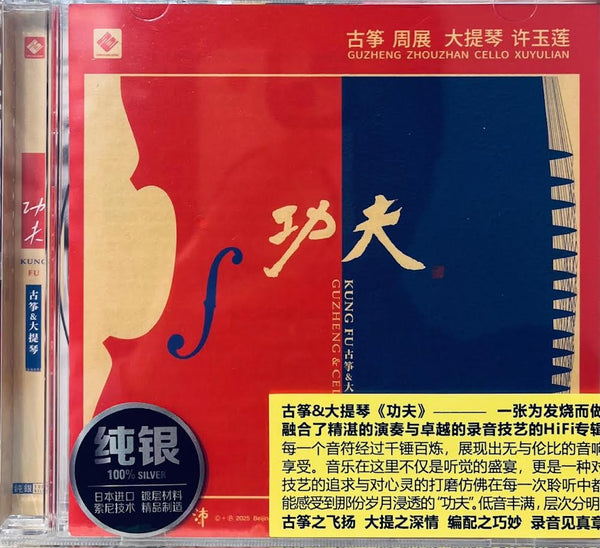 古筝 周展 大提琴 许玉莲
GUZHENG ZHOUZHAN CELLO XUYULIAN
功夫
KUNG FU 古筝&大
GUZHENG & CEL
功夫
KUNG
FU
古筝&大提琴
纯银
纯银
100% SILVER
日本进口 镀层材料
索尼技术 精品制造
古筝&大提琴《功夫》———— 一张为发烧而做
融合了精湛的演奏与卓越的录音技艺的HiFi专辑
每一个音符经过千锤百炼,展现出无与伦比的音响
享受。音乐在这里不仅是听觉的盛宴,更是一种对
技艺的追求与对心灵的打磨仿佛在每一次聆听中都
能感受到那份岁月浸透的“功夫”。低音丰满,层次分明
古筝之飞扬 大提之深情 编配之巧妙 录音见真章
2025 Beijin